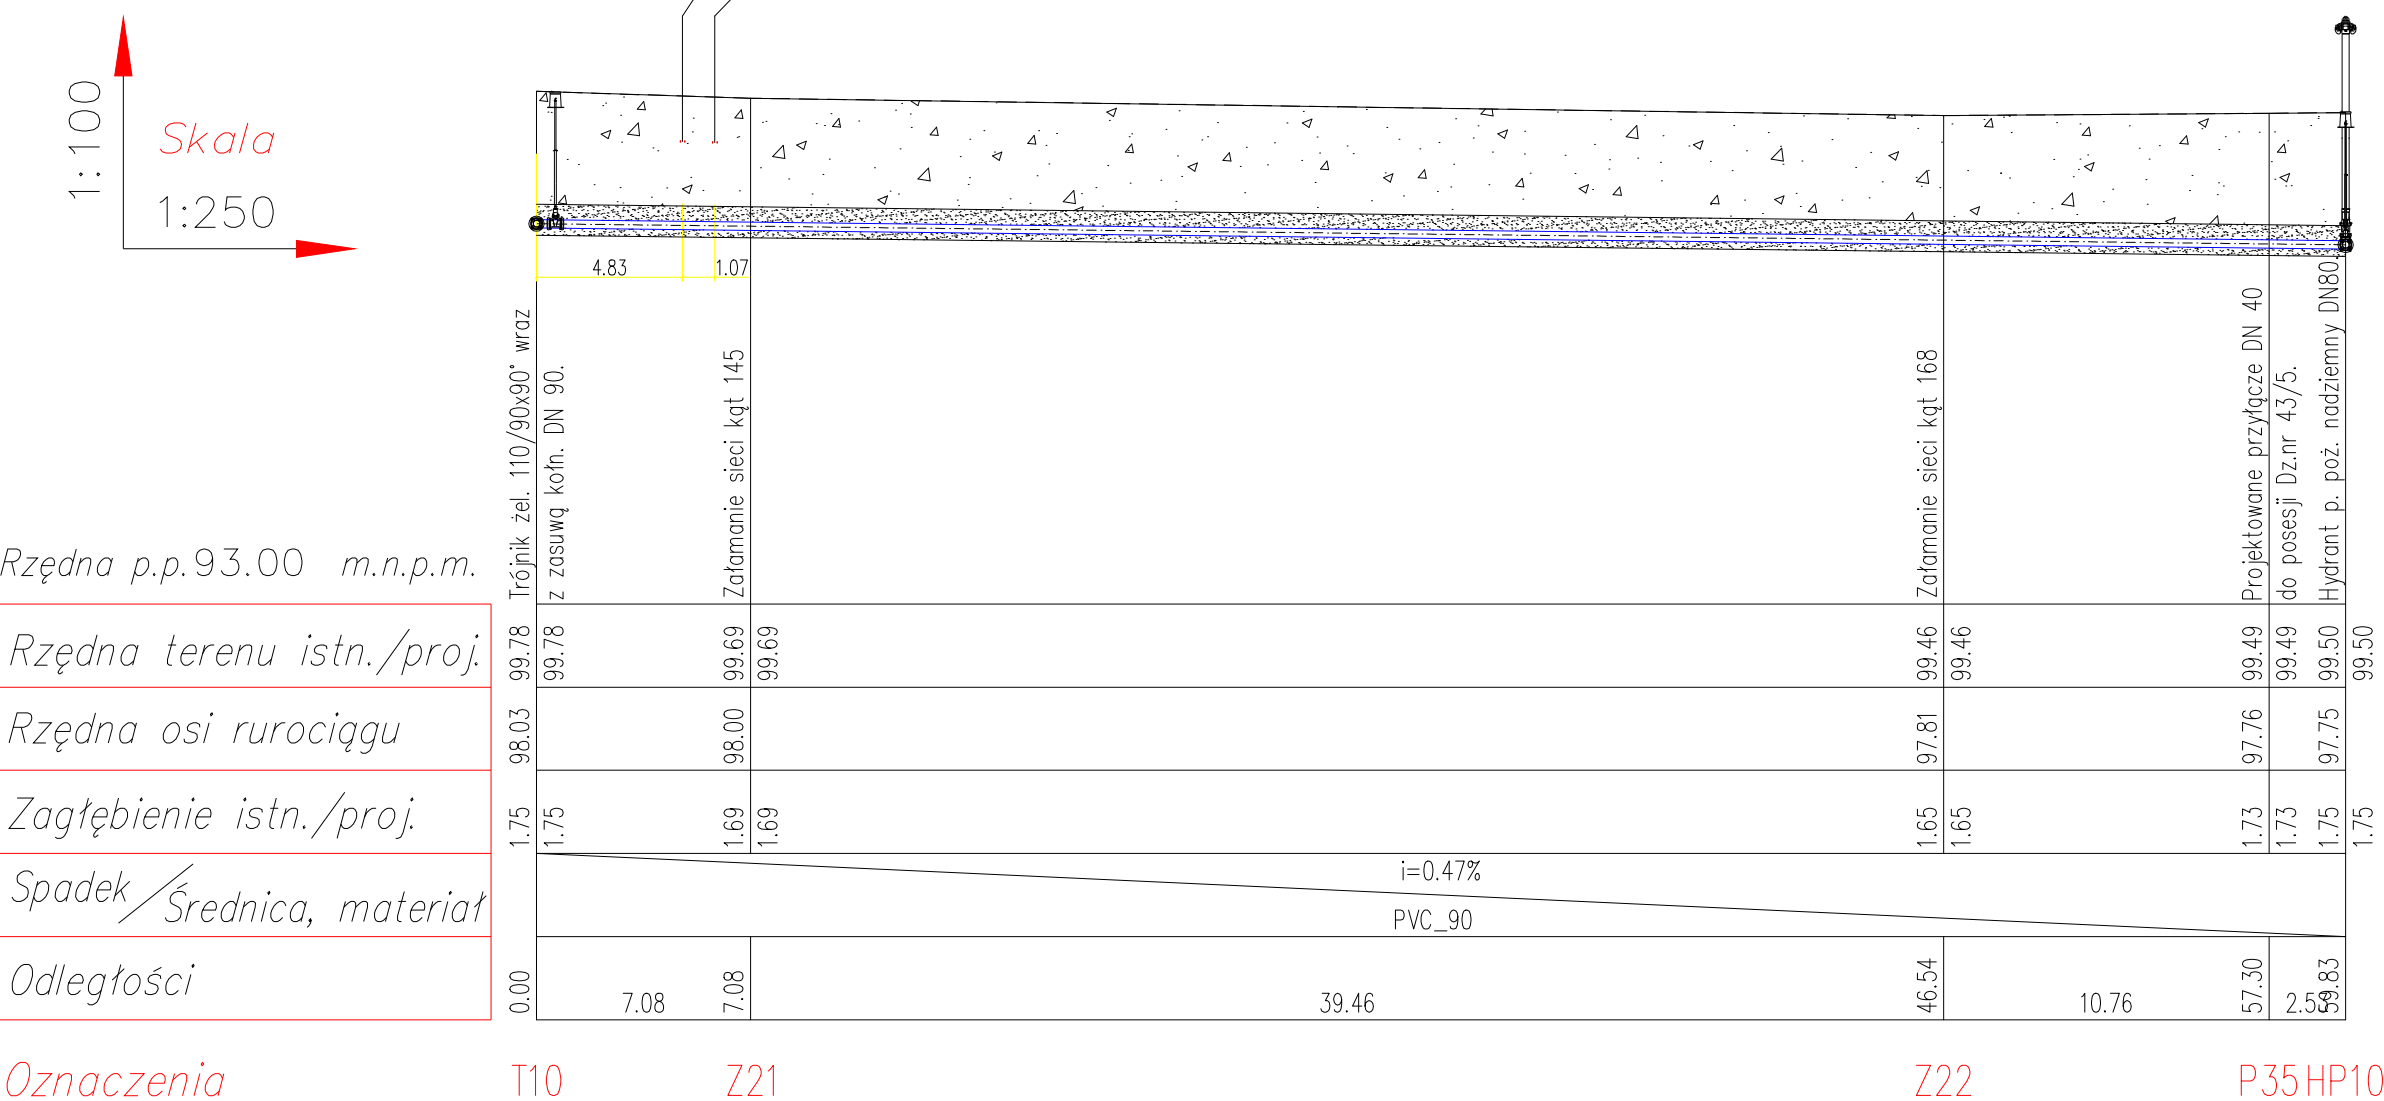 1:100
Skala
1:250
4.83
1.07
Trójnik żel. 110/90x90° wraz
z zasuwą kołn. DN 90.
Załamanie sieci kąt 145
Załamanie sieci kąt 168
Projektowane przyłącze DN 40
do posesji Dz.nr 43/5.
Hydrant p. poż. nadziemny DN80.
Rzędna p.p.93.00 m.n.p.m.
Rzędna terenu istn./proj.
99.78
99.78
99.69
99.69
99.46
99.46
99.49
99.49
99.50
99.50
Rzędna osi rurociągu
98.03
98.00
97.81
97.76
97.75
Zagłębienie istn./proj.
1.75
1.75
1.69
1.69
1.65
1.65
1.73
1.73
1.75
1.75
Spadek/Średnica, materiał
i=0.47%
PVC_90
Odległości
0.00
7.08
7.08
39.46
46.54
10.76
57.30
2.53
59.83
Oznaczenia
T10
Z21
Z22
P35
HP10